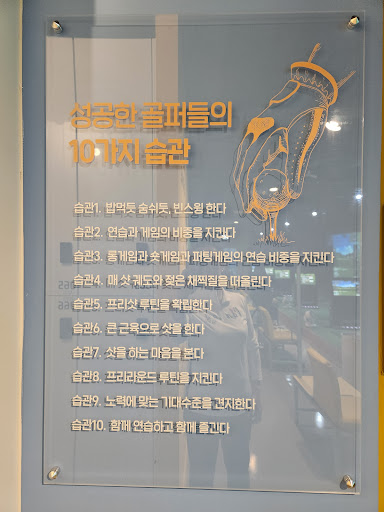 성공한 골퍼들의
10가지 습관
습관1. 밥먹듯 숨쉬듯, 빈스윙 한다
습관2. 연습과 게임의 비중을 지킨다
습관3. 롱게임과 숏게임과 퍼팅게임의 연습 비중을 지킨다
습관4. 매 샷 궤도와 젖은 채찍질을 떠올린다
습관5. 프리샷 루틴을 확립한다
습관6. 큰 근육으로 샷을 한다
습관7. 샷을 하는 마음을 본다
습관8. 프리라운드 루틴을 지킨다
습관9. 노력에 맞는 기대수준을 견지한다
습관10. 함께 연습하고 함께 즐긴다